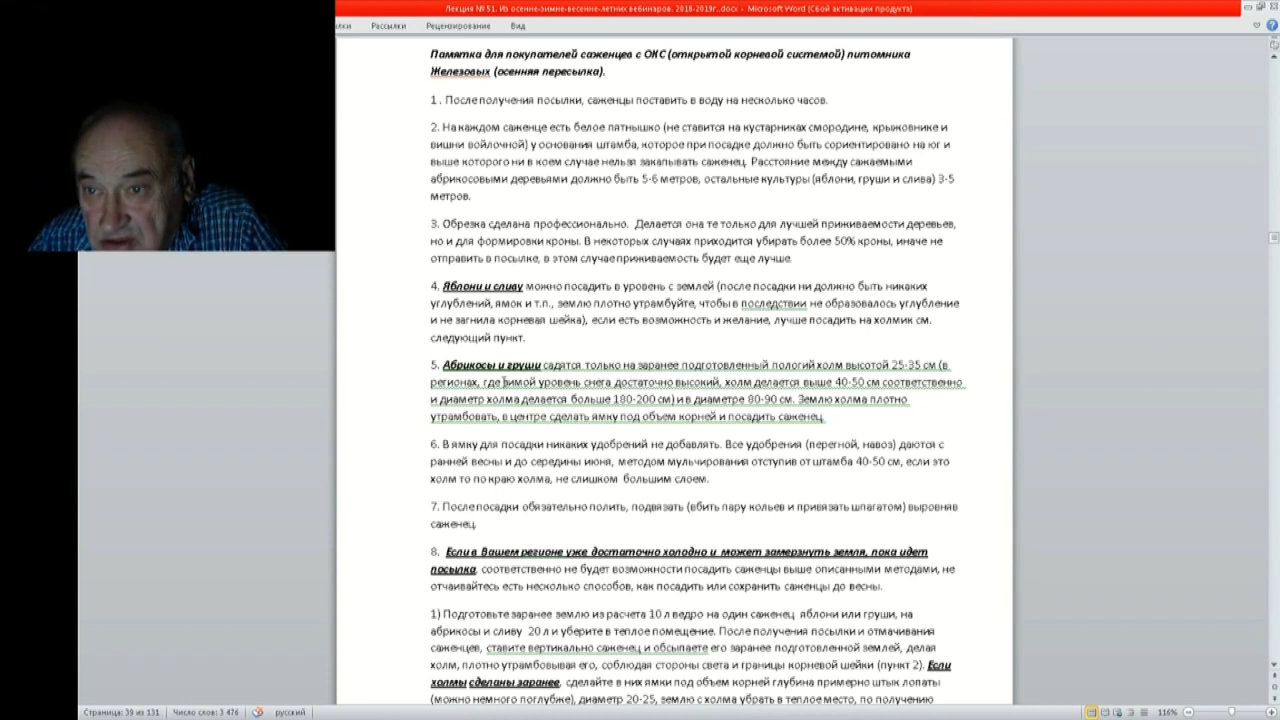 Лекция №51. Из осенне-зимне-весенне-летних вебинаров. 2018-2019г..docx - Microsoft Word (Сбой активации продукта)
лки Рассылки Рецензирование Вид
Памятка для покупателей саженцев с ОКС (открытой корневой системой) питомника
Железовых (осенняя пересылка).
1 . После получения посылки, саженцы поставить в воду на несколько часов.
2. На каждом саженце есть белое пятнышко (не ставится на кустарниках смородине, крыжовнике и
вишни войлочной) у основания штамба, которое при посадке должно быть сориентировано на юг и
выше которого ни в коем случае нельзя закапывать саженец. Расстояние между сажаемыми
абрикосовыми деревьями должно быть 5-6 метров, остальные культуры (яблони, груши и слива) 3-5
метров.
3. Обрезка сделана профессионально. Делается она те только для лучшей приживаемости деревьев,
но и для формировки кроны. В некоторых случаях приходится убирать более 50% кроны, иначе не
отправить в посылке, в этом случае приживаемость будет еще лучше.
4. Яблони и сливу можно посадить в уровень с землей (после посадки ни должно быть никаких
углублений, ямок и т.п., землю плотно утрамбуйте, чтобы в последствии не образовалось углубление
и не загнила корневая шейка), если есть возможность и желание, лучше посадить на холмик см.
следующий пункт.
5. Абрикосы и груши садятся только на заранее подготовленный пологий холм высотой 25-35 см (в
регионах, где зимой уровень снега достаточно высокий, холм делается выше 40-50 см соответственно
и диаметр холма делается больше 180-200 см) и в диаметре 80-90 см. Землю холма плотно
утрамбовать, в центре сделать ямку под объем корней и посадить саженец.
6. В ямку для посадки никаких удобрений не добавлять. Все удобрения (перегной, навоз) даются с
ранней весны и до середины июня, методом мульчирования отступив от штамба 40-50 см, если это
холм то по краю холма, не слишком большим слоем.
7. После посадки обязательно полить, подвязать (вбить пару кольев и привязать шпагатом) выровняв
саженец.
8. Если в Вашем регионе уже достаточно холодно и может замерзнуть земля, пока идет
посылка, соответственно не будет возможности посадить саженцы выше описанными методами, не
отчаивайтесь есть несколько способов, как посадить или сохранить саженцы до весны.
1) Подготовьте заранее землю из расчета 10 л ведро на один саженец яблони или груши, на
абрикосы и сливу 20 л и уберите в теплое помещение. После получения посылки и отмачивания
саженцев, ставите вертикально саженец и обсыпаете его заранее подготовленной землей, делая
холм, плотно утрамбовывая его, соблюдая стороны света и границы корневой шейки (пункт 2). Если
холмы сделаны заранее, сделайте в них ямки под объем корней глубина примерно штык лопаты
(можно немного поглубже), диаметр 20-25, землю с холма убрать в теплое место, по получению
Страница: 39 из 131 Число слов: 3 476 русский 116%